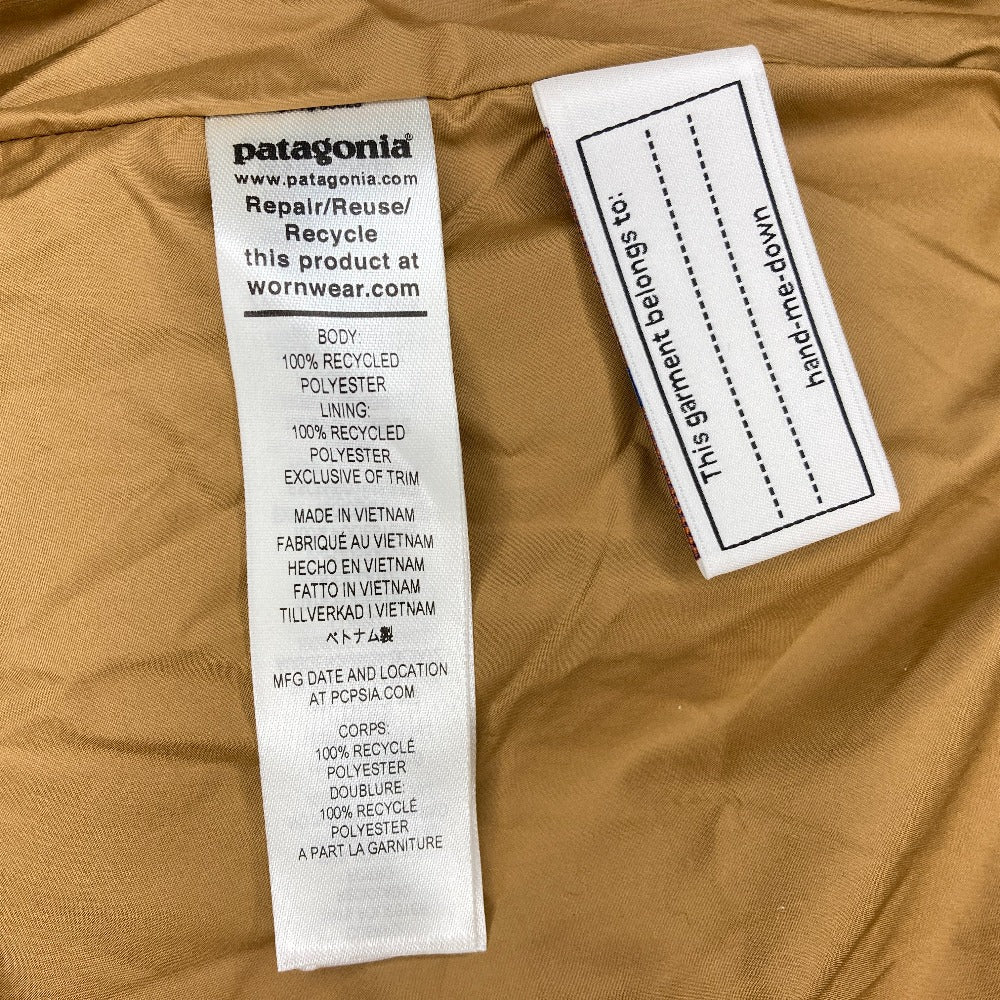 patagonia®
www.patagonia.com
Repair/Reuse/
Recycle
this product at
wornwear.com
BODY:
100% RECYCLED
POLYESTER
LINING:
100% RECYCLED
POLYESTER
EXCLUSIVE OF TRIM
MADE IN VIETNAM
FABRIQUÉ AU VIETNAM
HECHO EN VIETNAM
FATTO IN VIETNAM
TILLVERKAD I VIETNAM
ベトナム製
MFG DATE AND LOCATION
AT PCPSIA.COM
CORPS:
100% RECYCLÉ
POLYESTER
DOUBLURE:
100% RECYCLÉ
POLYESTER
A PART LA GARNITURE
This garment belongs to:
hand-me-down